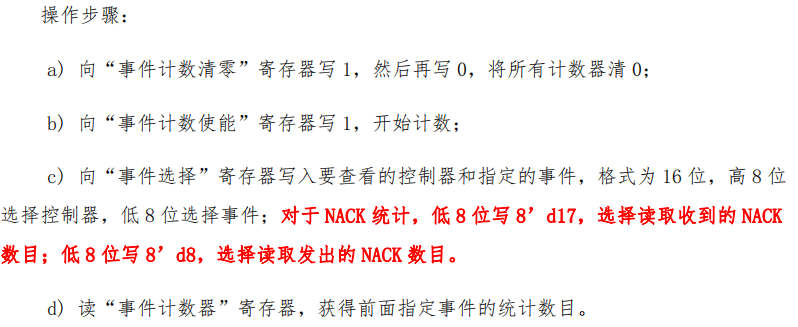 操作步骤：
a) 向“事件计数清零”寄存器写 1，然后再写 0，将所有计数器清 0；
b) 向“事件计数使能”寄存器写 1，开始计数；
c) 向“事件选择”寄存器写入要查看的控制器和指定的事件，格式为 16 位，高 8 位
选择控制器，低 8 位选择事件；对于 NACK 统计，低 8 位写 8’d17，选择读取收到的 NACK
数目；低 8 位写 8’d8，选择读取发出的 NACK 数目。
d) 读“事件计数器”寄存器，获得前面指定事件的统计数目。